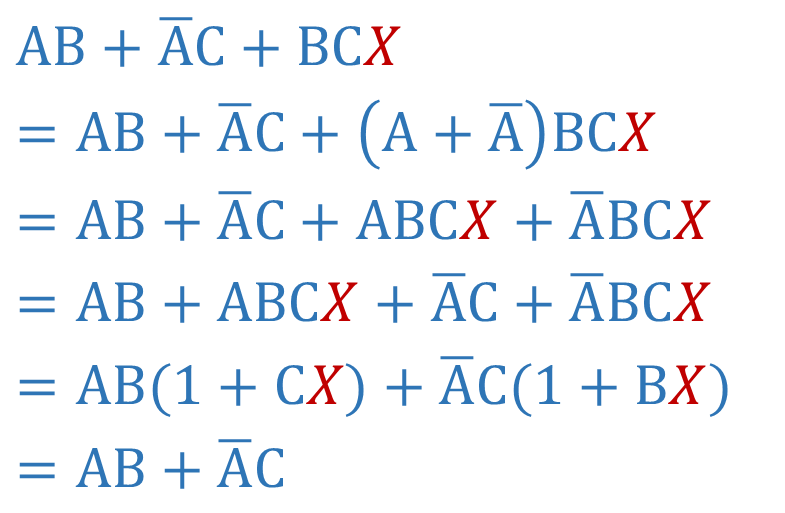 AB + A̅C + BCX
= AB + A̅C + (A + A̅)BCX
= AB + A̅C + ABCX + A̅BCX
= AB + ABCX + A̅C + A̅BCX
= AB(1 + CX) + A̅C(1 + BX)
= AB + A̅C